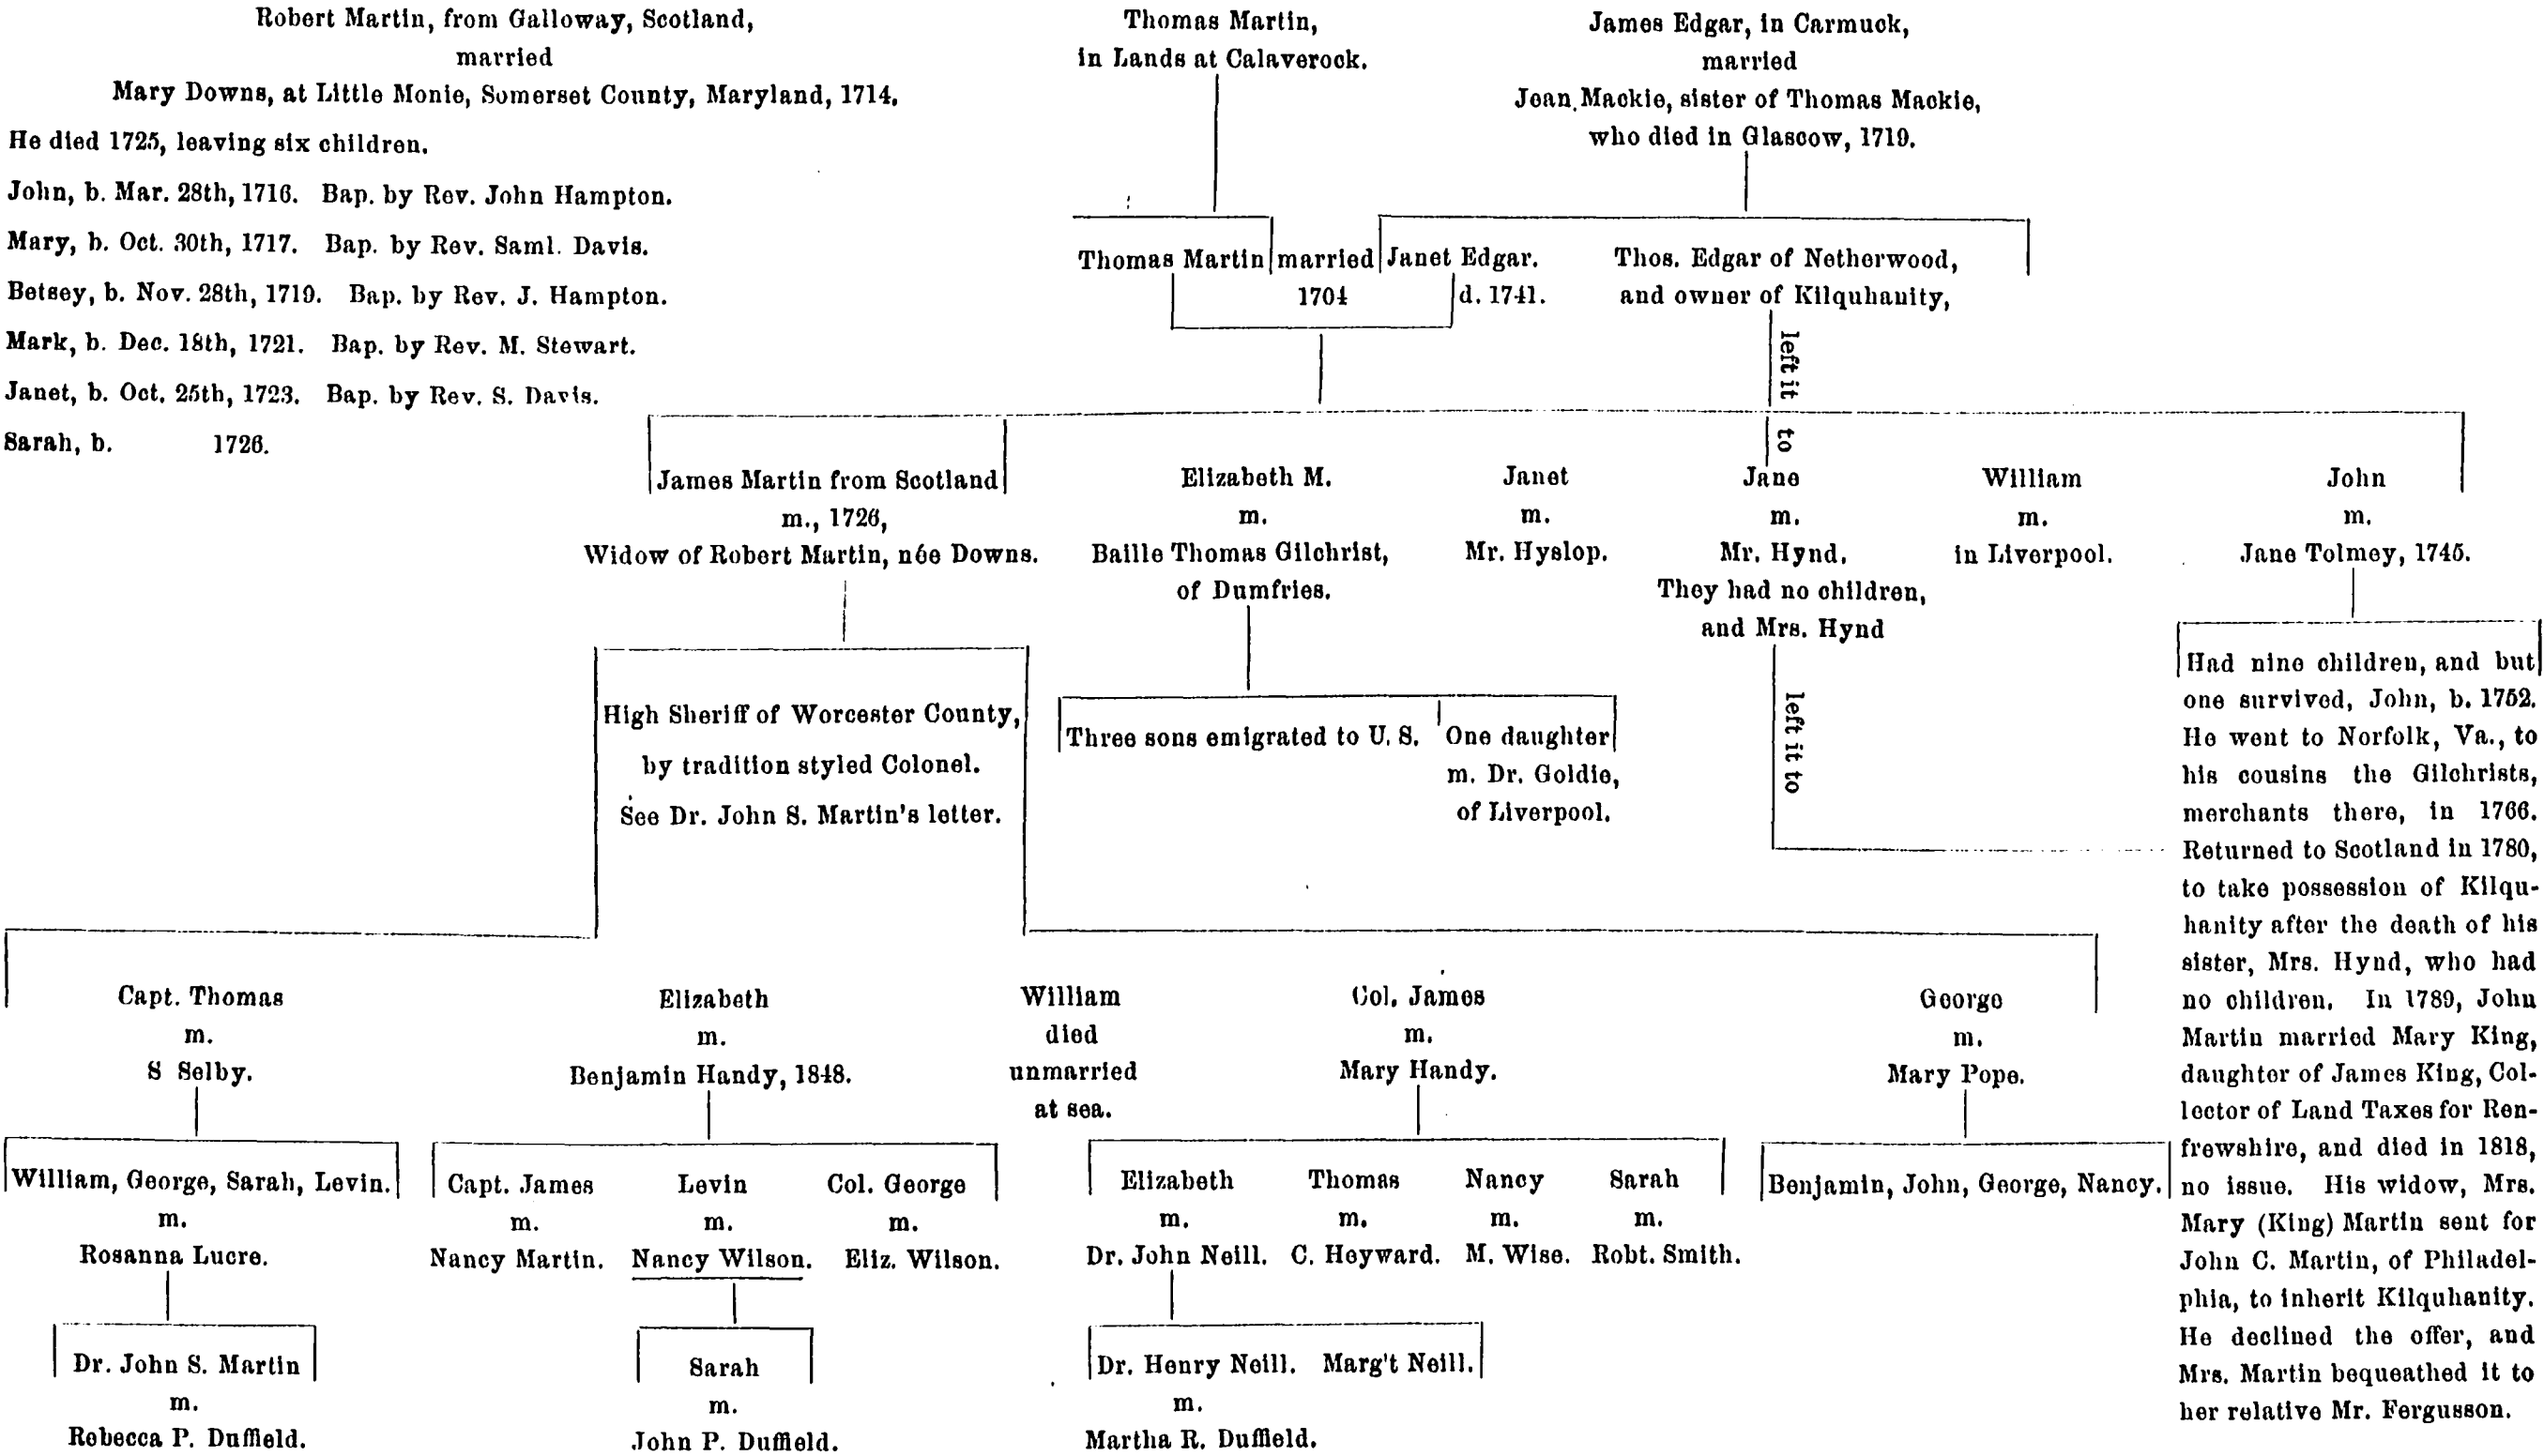 Robert Martin, from Galloway, Scotland,
married
Mary Downs, at Little Monie, Somerset County, Maryland, 1714.
He died 1725, leaving six children.
John, b. Mar. 28th, 1716. Bap. by Rev. John Hampton.
Mary, b. Oct. 30th, 1717. Bap. by Rev. Saml. Davis.
Betsey, b. Nov. 28th, 1719. Bap. by Rev. J. Hampton.
Mark, b. Dec. 18th, 1721. Bap. by Rev. M. Stewart.
Janet, b. Oct. 25th, 1723. Bap. by Rev. S. Davis.
Sarah, b. 1726.
Thomas Martin,
in Lands at Calaverock.
James Edgar, in Carmuck,
married
Jean Mackie, sister of Thomas Mackie,
who died in Glascow, 1719.
Thomas Martin married Janet Edgar.
1704 d. 1741.
Thos. Edgar of Netherwood,
and owner of Kilquhanity,
left it
to
James Martin from Scotland
m., 1726,
Widow of Robert Martin, née Downs.
Elizabeth M.
m.
Baille Thomas Gilchrist,
of Dumfries.
Janet
m.
Mr. Hyslop.
Jane
m.
Mr. Hynd.
They had no children,
and Mrs. Hynd
left it to
William
m.
in Liverpool.
John
m.
Jane Tolmey, 1745.
High Sheriff of Worcester County,
by tradition styled Colonel.
See Dr. John S. Martin's letter.
Three sons emigrated to U. S.
One daughter
m. Dr. Goldie,
of Liverpool.
Had nine children, and but
one survived, John, b. 1752.
He went to Norfolk, Va., to
his cousins the Gilchrists,
merchants there, in 1766.
Returned to Scotland in 1780,
to take possession of Kilqu-
hanity after the death of his
sister, Mrs. Hynd, who had
no children. In 1789, John
Martin married Mary King,
daughter of James King, Col-
lector of Land Taxes for Ren-
frewshire, and died in 1818,
no issue. His widow, Mrs.
Mary (King) Martin sent for
John C. Martin, of Philadel-
phia, to inherit Kilquhanity.
He declined the offer, and
Mrs. Martin bequeathed it to
her relative Mr. Fergusson.
Capt. Thomas
m.
S Selby.
Elizabeth
m.
Benjamin Handy, 1848.
William
died
unmarried
at sea.
Col. James
m.
Mary Handy.
George
m.
Mary Pope.
William, George, Sarah, Levin.
m.
Rosanna Lucre.
Capt. James
m.
Nancy Martin.
Levin
m.
Nancy Wilson.
Col. George
m.
Eliz. Wilson.
Elizabeth
m.
Dr. John Neill.
Thomas
m.
C. Heyward.
Nancy
m.
M. Wise.
Sarah
m.
Robt. Smith.
Benjamin, John, George, Nancy.
Dr. John S. Martin
m.
Rebecca P. Duffield.
Sarah
m.
John P. Duffield.
Dr. Henry Neill. Marg't Neill.
m.
Martha R. Duffield.